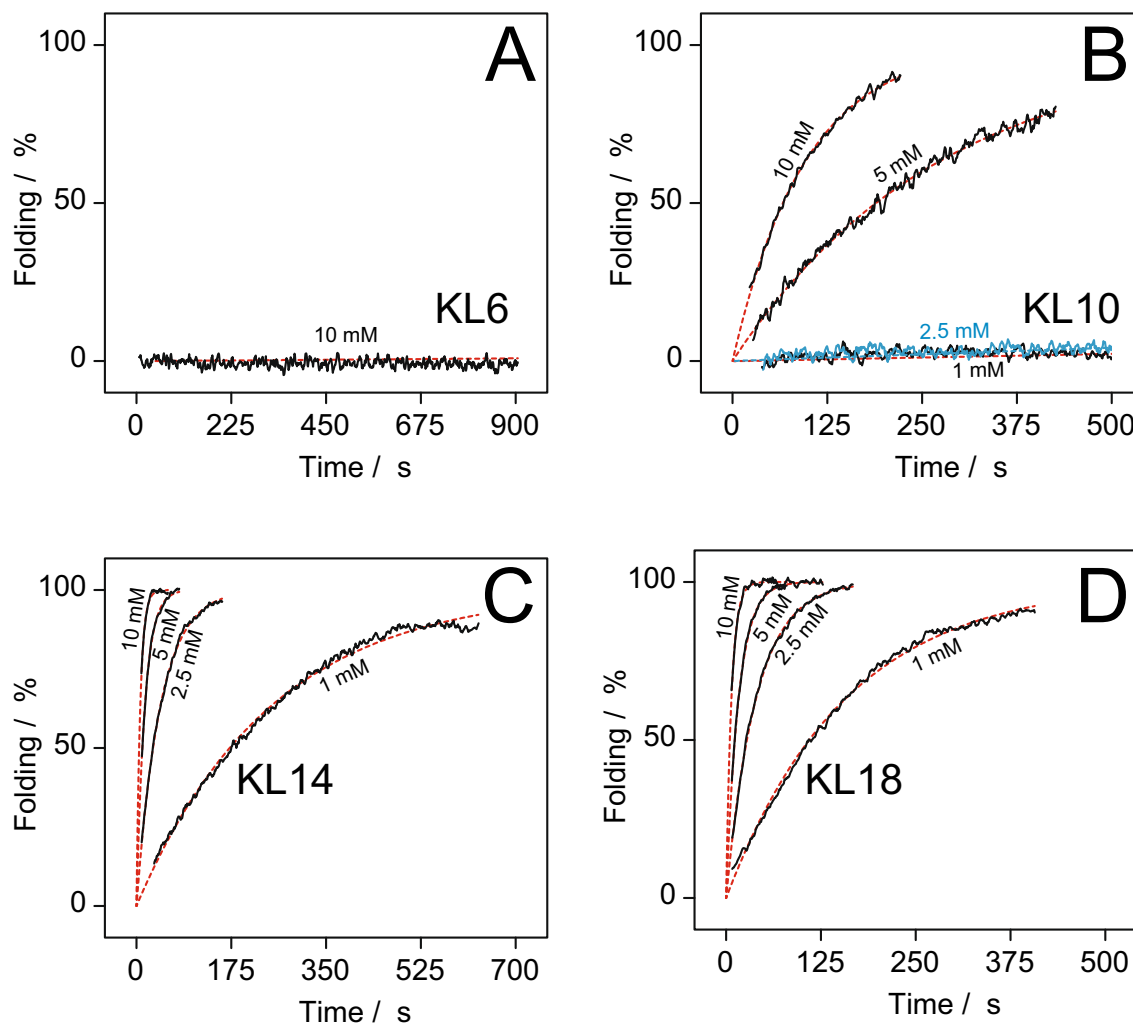 A
100
50
0
Folding / %
KL6
10 mM
0 225 450 675 900
Time / s
B
100
50
0
Folding / %
10 mM
5 mM
KL10
2.5 mM
1 mM
0 125 250 375 500
Time / s
C
100
50
0
Folding / %
10 mM
5 mM
2.5 mM
1 mM
KL14
0 175 350 525 700
Time / s
D
100
50
0
Folding / %
10 mM
5 mM
2.5 mM
1 mM
KL18
0 125 250 375 500
Time / s